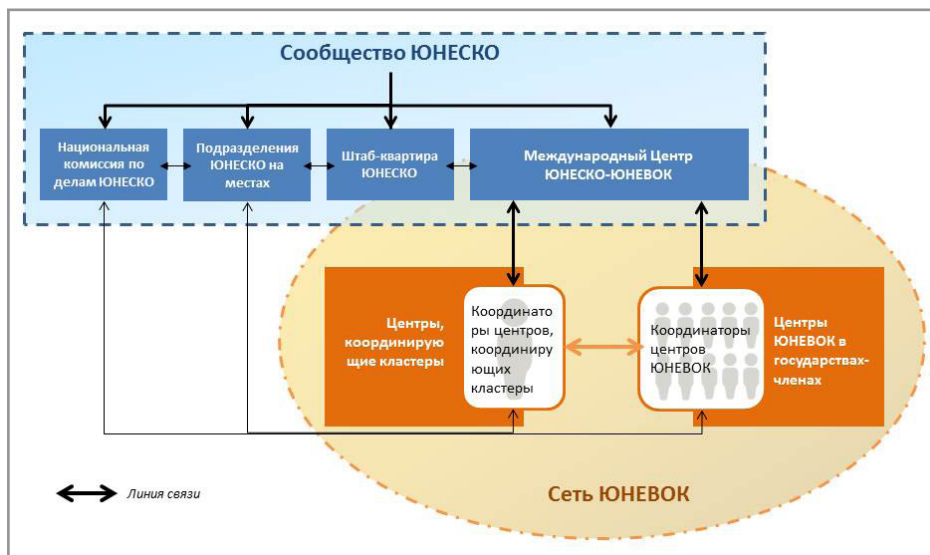 Сообщество ЮНЕСКО
Национальная
комиссия по
делам ЮНЕСКО
Подразделения
ЮНЕСКО на
местах
Штаб-квартира
ЮНЕСКО
Международный Центр
ЮНЕСКО-ЮНЕВОК
Центры,
координирую
щие кластеры
Координато
ры центров,
координиру
ющих
кластеры
Координаторы
центров
ЮНЕВОК
Центры
ЮНЕВОК в
государствах-
членах
Линия связи
Сеть ЮНЕВОК